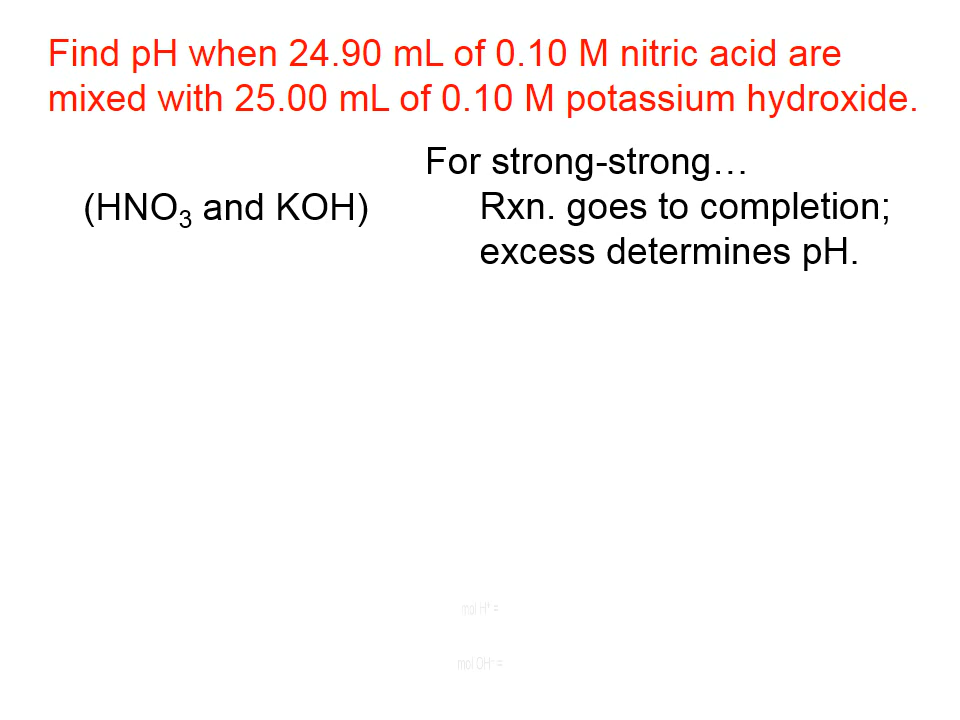 Find pH when 24.90 mL of 0.10 M nitric acid are
mixed with 25.00 mL of 0.10 M potassium hydroxide.
For strong-strong…
(HNO₃ and KOH)
Rxn. goes to completion;
excess determines pH.
mol H⁺ =
mol OH⁻ =